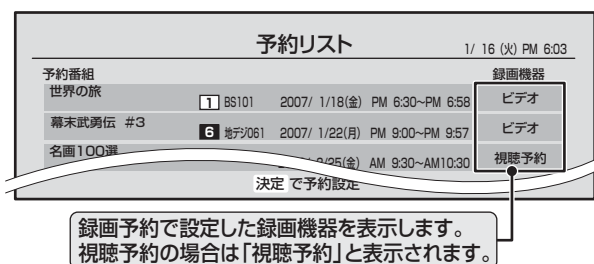 予約リスト
1/ 16 (火) PM 6:03
予約番組 録画機器
世界の旅
1 BS101 2007/ 1/18(金) PM 6:30~PM 6:58 ビデオ
幕末武勇伝 #3
6 地デジ061 2007/ 1/22(月) PM 9:00~PM 9:57 ビデオ
名画100選
/25(金) AM 9:30~AM10:30 視聴予約
決定 で予約設定
録画予約で設定した録画機器を表示します。
視聴予約の場合は「視聴予約」と表示されます。